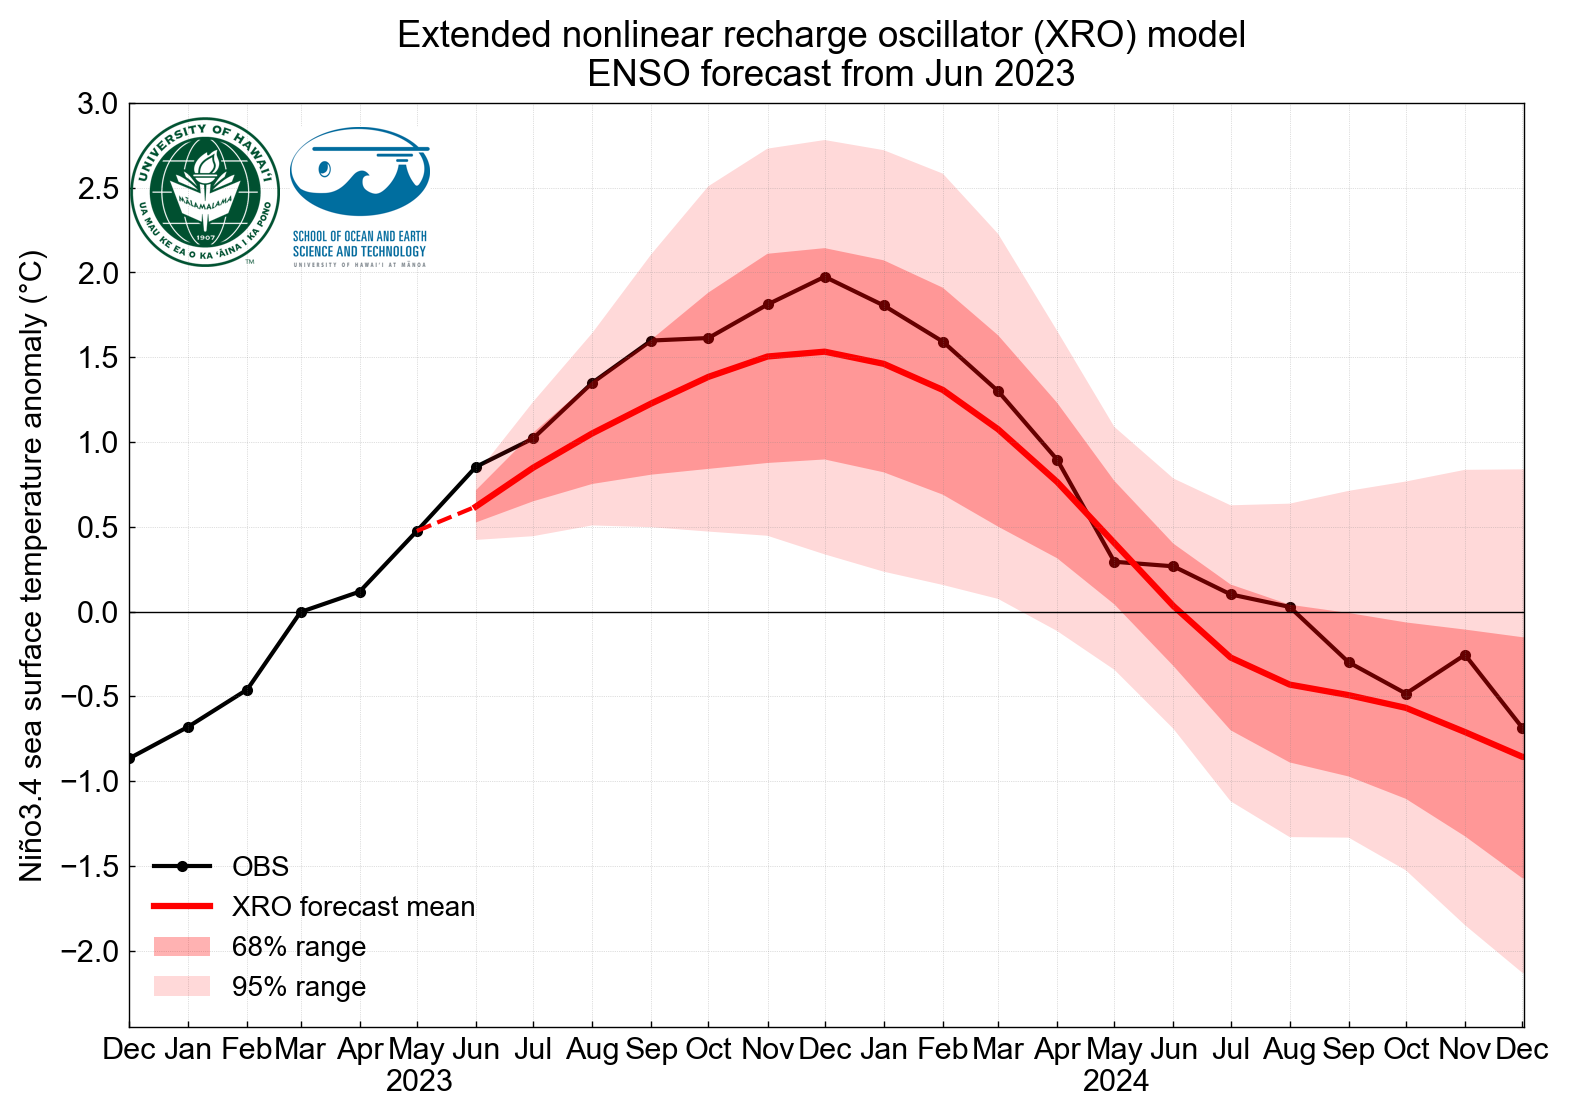 Extended nonlinear recharge oscillator (XRO) model
ENSO forecast from Jun 2023
Niño3.4 sea surface temperature anomaly (°C)
3.0
2.5
2.0
1.5
1.0
0.5
0.0
−0.5
−1.0
−1.5
−2.0
UNIVERSITY OF HAWAIʻI
MĀLAMALAMA
1907
UA MAU KE EA O KA ʻĀINA I KA PONO
TM
SCHOOL OF OCEAN AND EARTH
SCIENCE AND TECHNOLOGY
UNIVERSITY OF HAWAIʻI AT MĀNOA
OBS
XRO forecast mean
68% range
95% range
Dec Jan Feb Mar Apr May Jun Jul Aug Sep Oct Nov Dec Jan Feb Mar Apr May Jun Jul Aug Sep Oct Nov Dec
2023 2024